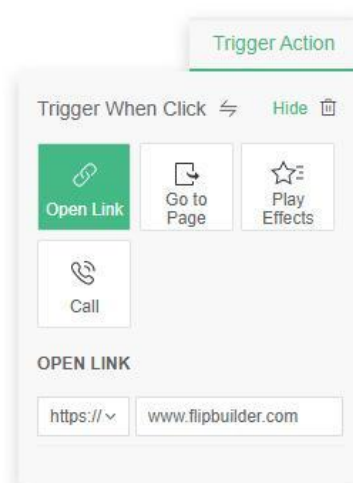 Trigger Action
Trigger When Click Hide
Open Link
Go to
Page
Play
Effects
Call
OPEN LINK
https:// www.flipbuilder.com